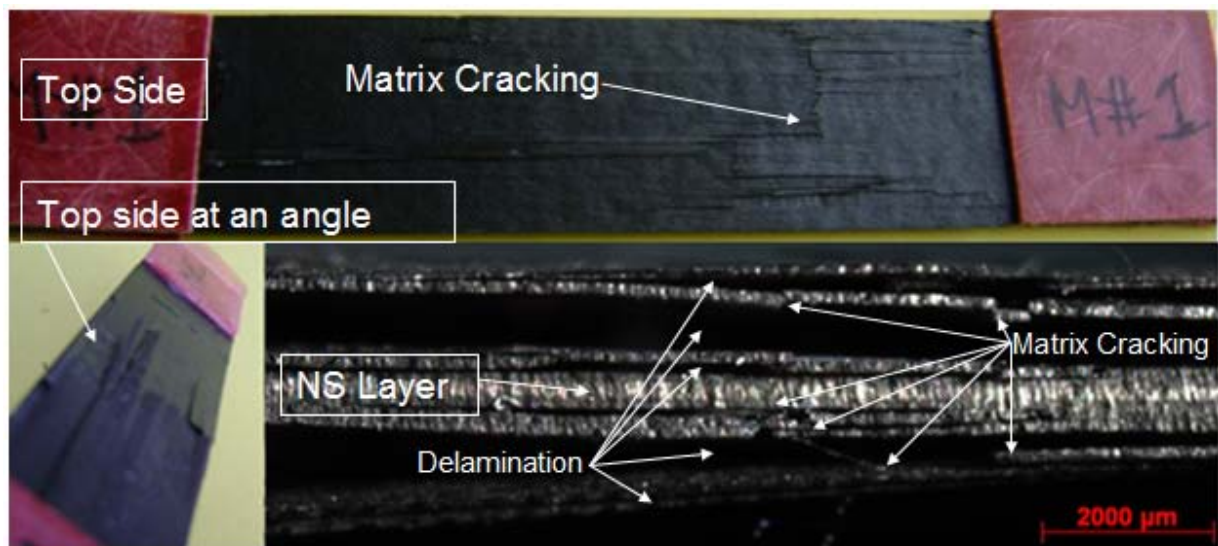 Top Side
Matrix Cracking
M#1
Top side at an angle
Matrix Cracking
NS Layer
Delamination
2000 µm